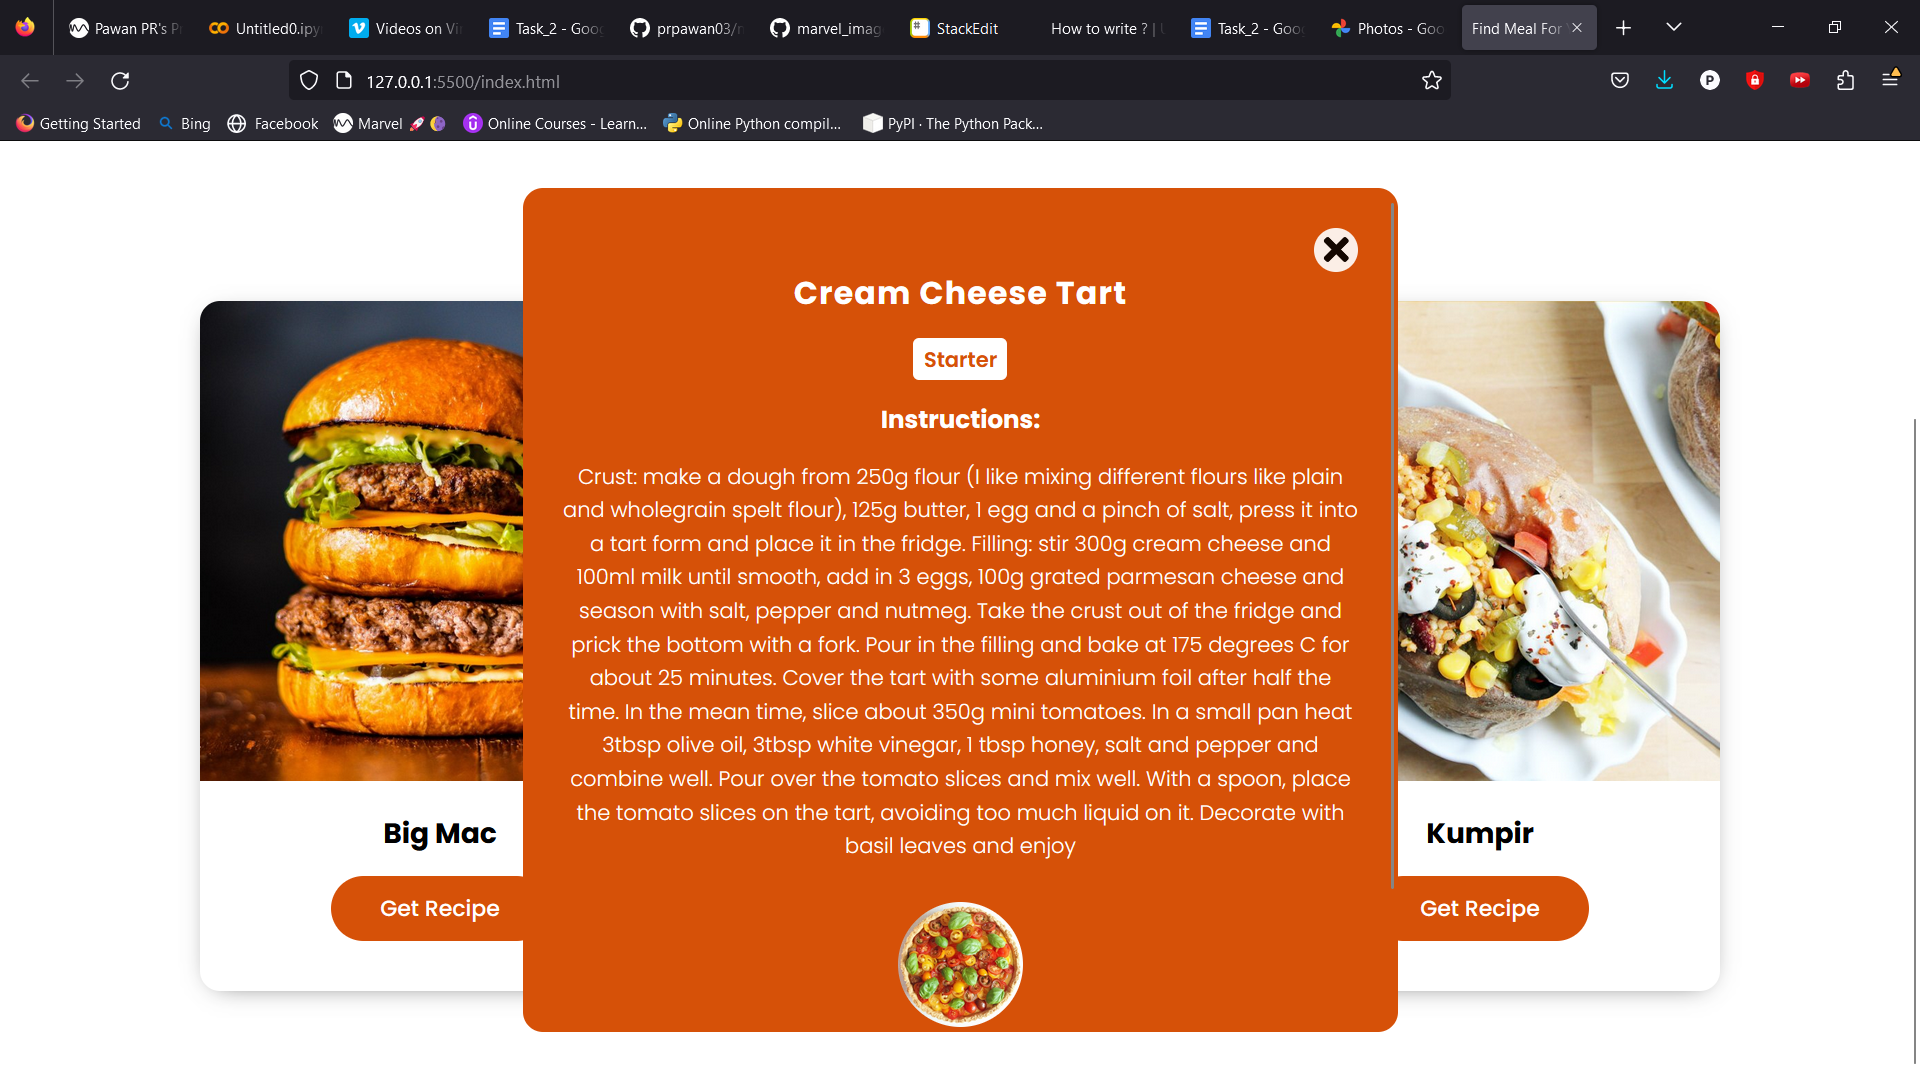 Pawan PR's P
Untitled0.ipy
Videos on Vi
Task_2 - Goo
prpawan03/
marvel_imag
StackEdit
How to write ? |
Task_2 - Goo
Photos - Goo
Find Meal For
127.0.0.1:5500/index.html
Getting Started
Bing
Facebook
Marvel 🚀
Online Courses - Learn...
Online Python compil...
PyPI · The Python Pack...
Cream Cheese Tart
Starter
Instructions:
Crust: make a dough from 250g flour (I like mixing different flours like plain
and wholegrain spelt flour), 125g butter, 1 egg and a pinch of salt, press it into
a tart form and place it in the fridge. Filling: stir 300g cream cheese and
100ml milk until smooth, add in 3 eggs, 100g grated parmesan cheese and
season with salt, pepper and nutmeg. Take the crust out of the fridge and
prick the bottom with a fork. Pour in the filling and bake at 175 degrees C for
about 25 minutes. Cover the tart with some aluminium foil after half the
time. In the mean time, slice about 350g mini tomatoes. In a small pan heat
3tbsp olive oil, 3tbsp white vinegar, 1 tbsp honey, salt and pepper and
combine well. Pour over the tomato slices and mix well. With a spoon, place
the tomato slices on the tart, avoiding too much liquid on it. Decorate with
basil leaves and enjoy
Big Mac
Get Recipe
Kumpir
Get Recipe